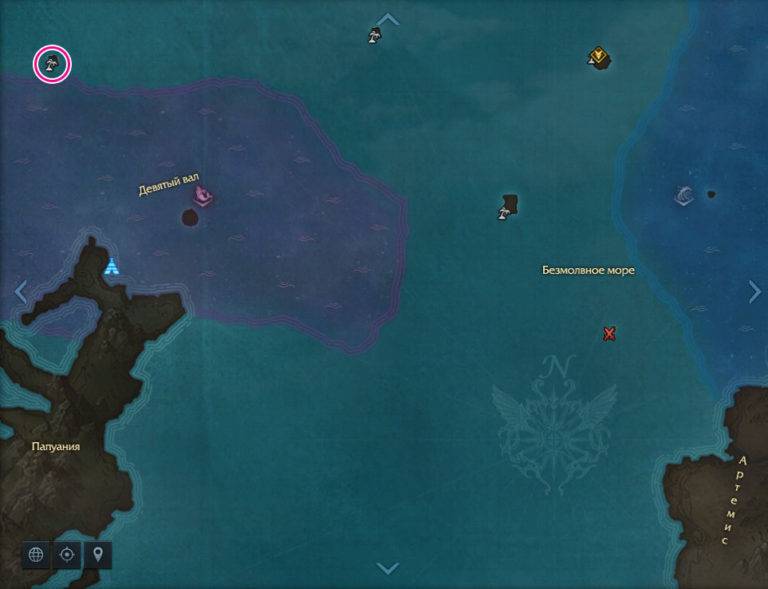 Девятый вал
Безмолвное море
N
Папуания
Артемис